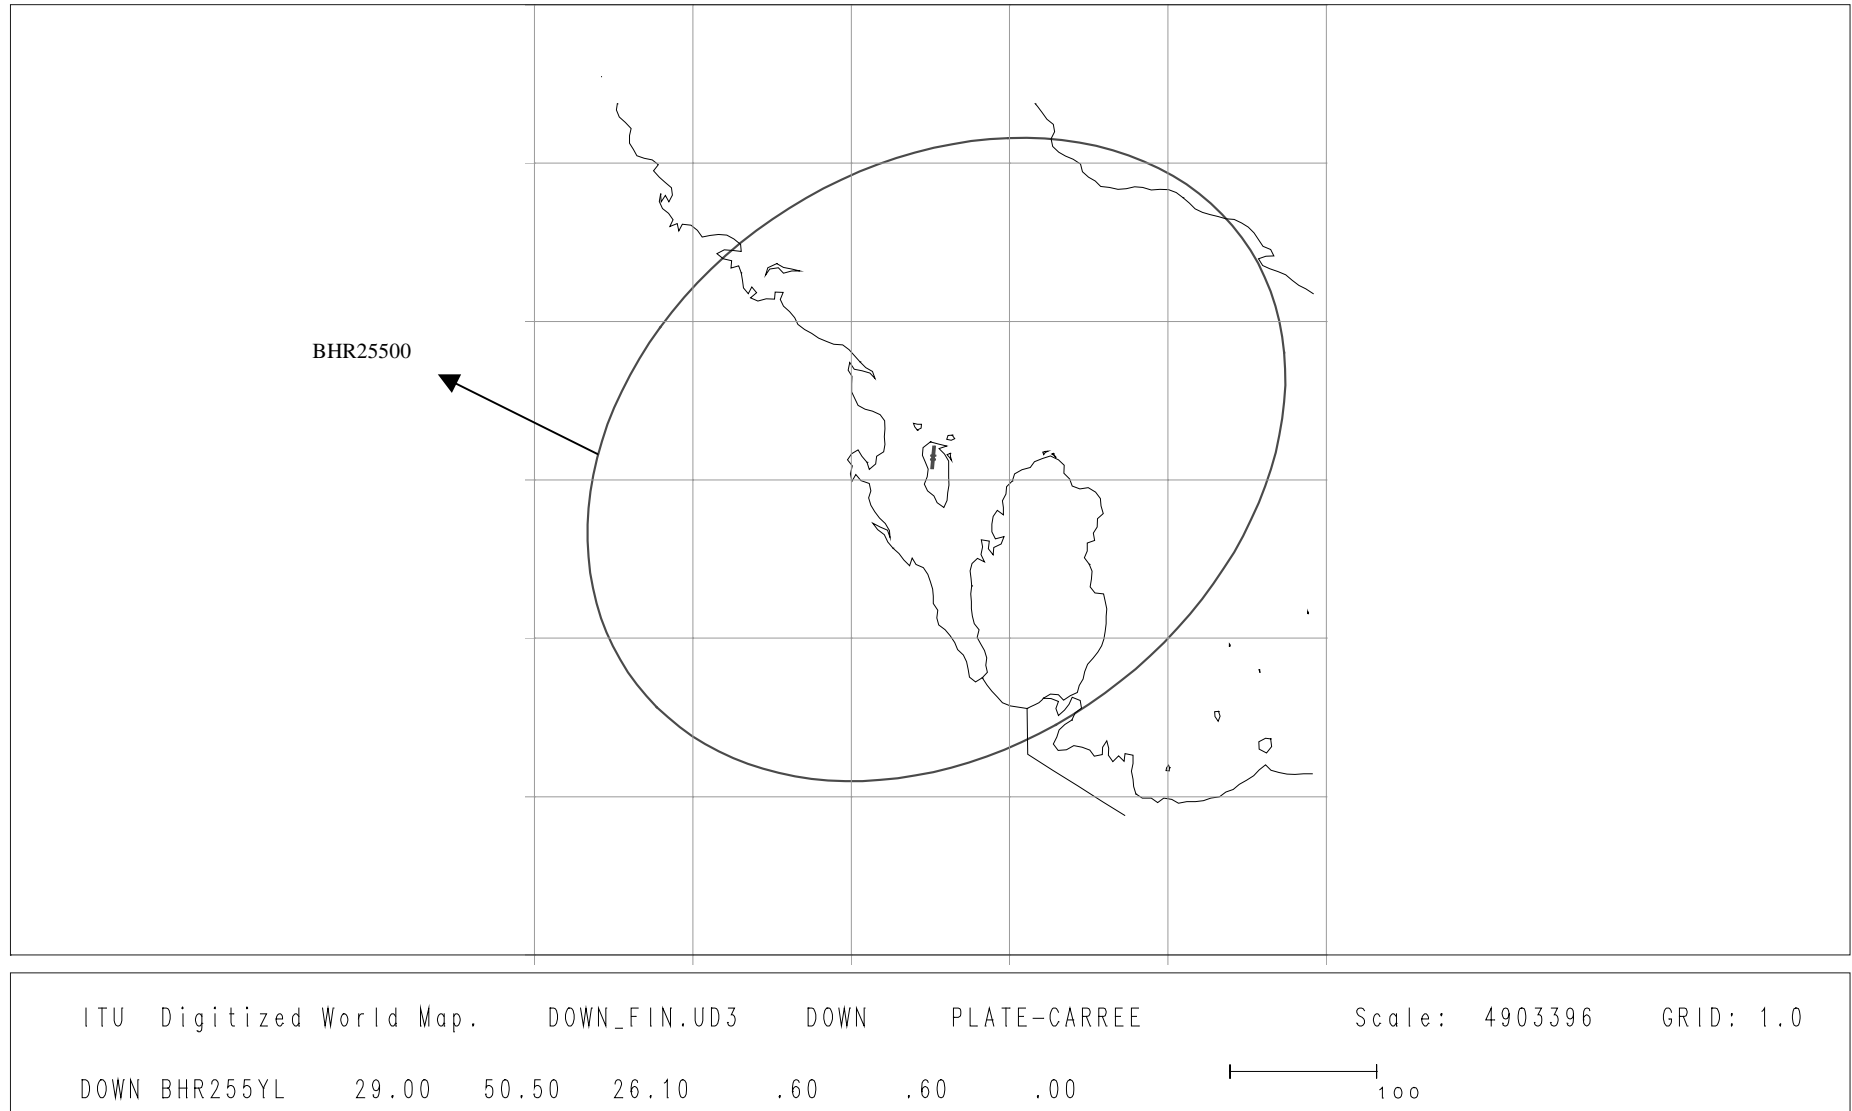 BHR25500
ITU Digitized World Map. DOWN_FIN.UD3 DOWN PLATE-CARREE Scale: 4903396 GRID: 1.0
DOWN BHR255YL 29.00 50.50 26.10 .60 .60 .00 100